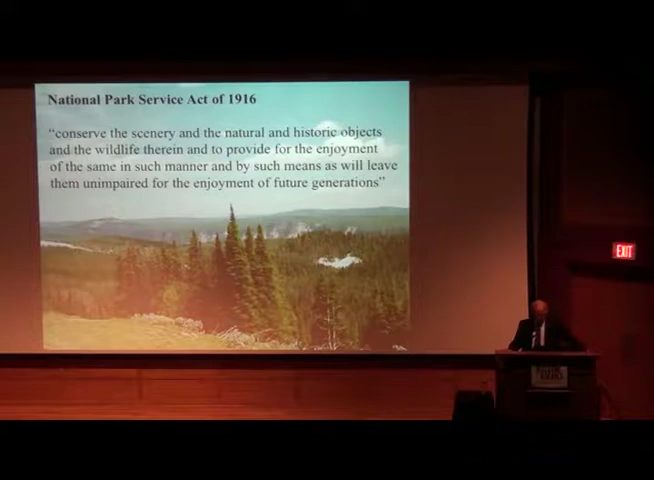 National Park Service Act of 1916
“conserve the scenery and the natural and historic objects
and the wildlife therein and to provide for the enjoyment
of the same in such manner and by such means as will leave
them unimpaired for the enjoyment of future generations”
EXIT